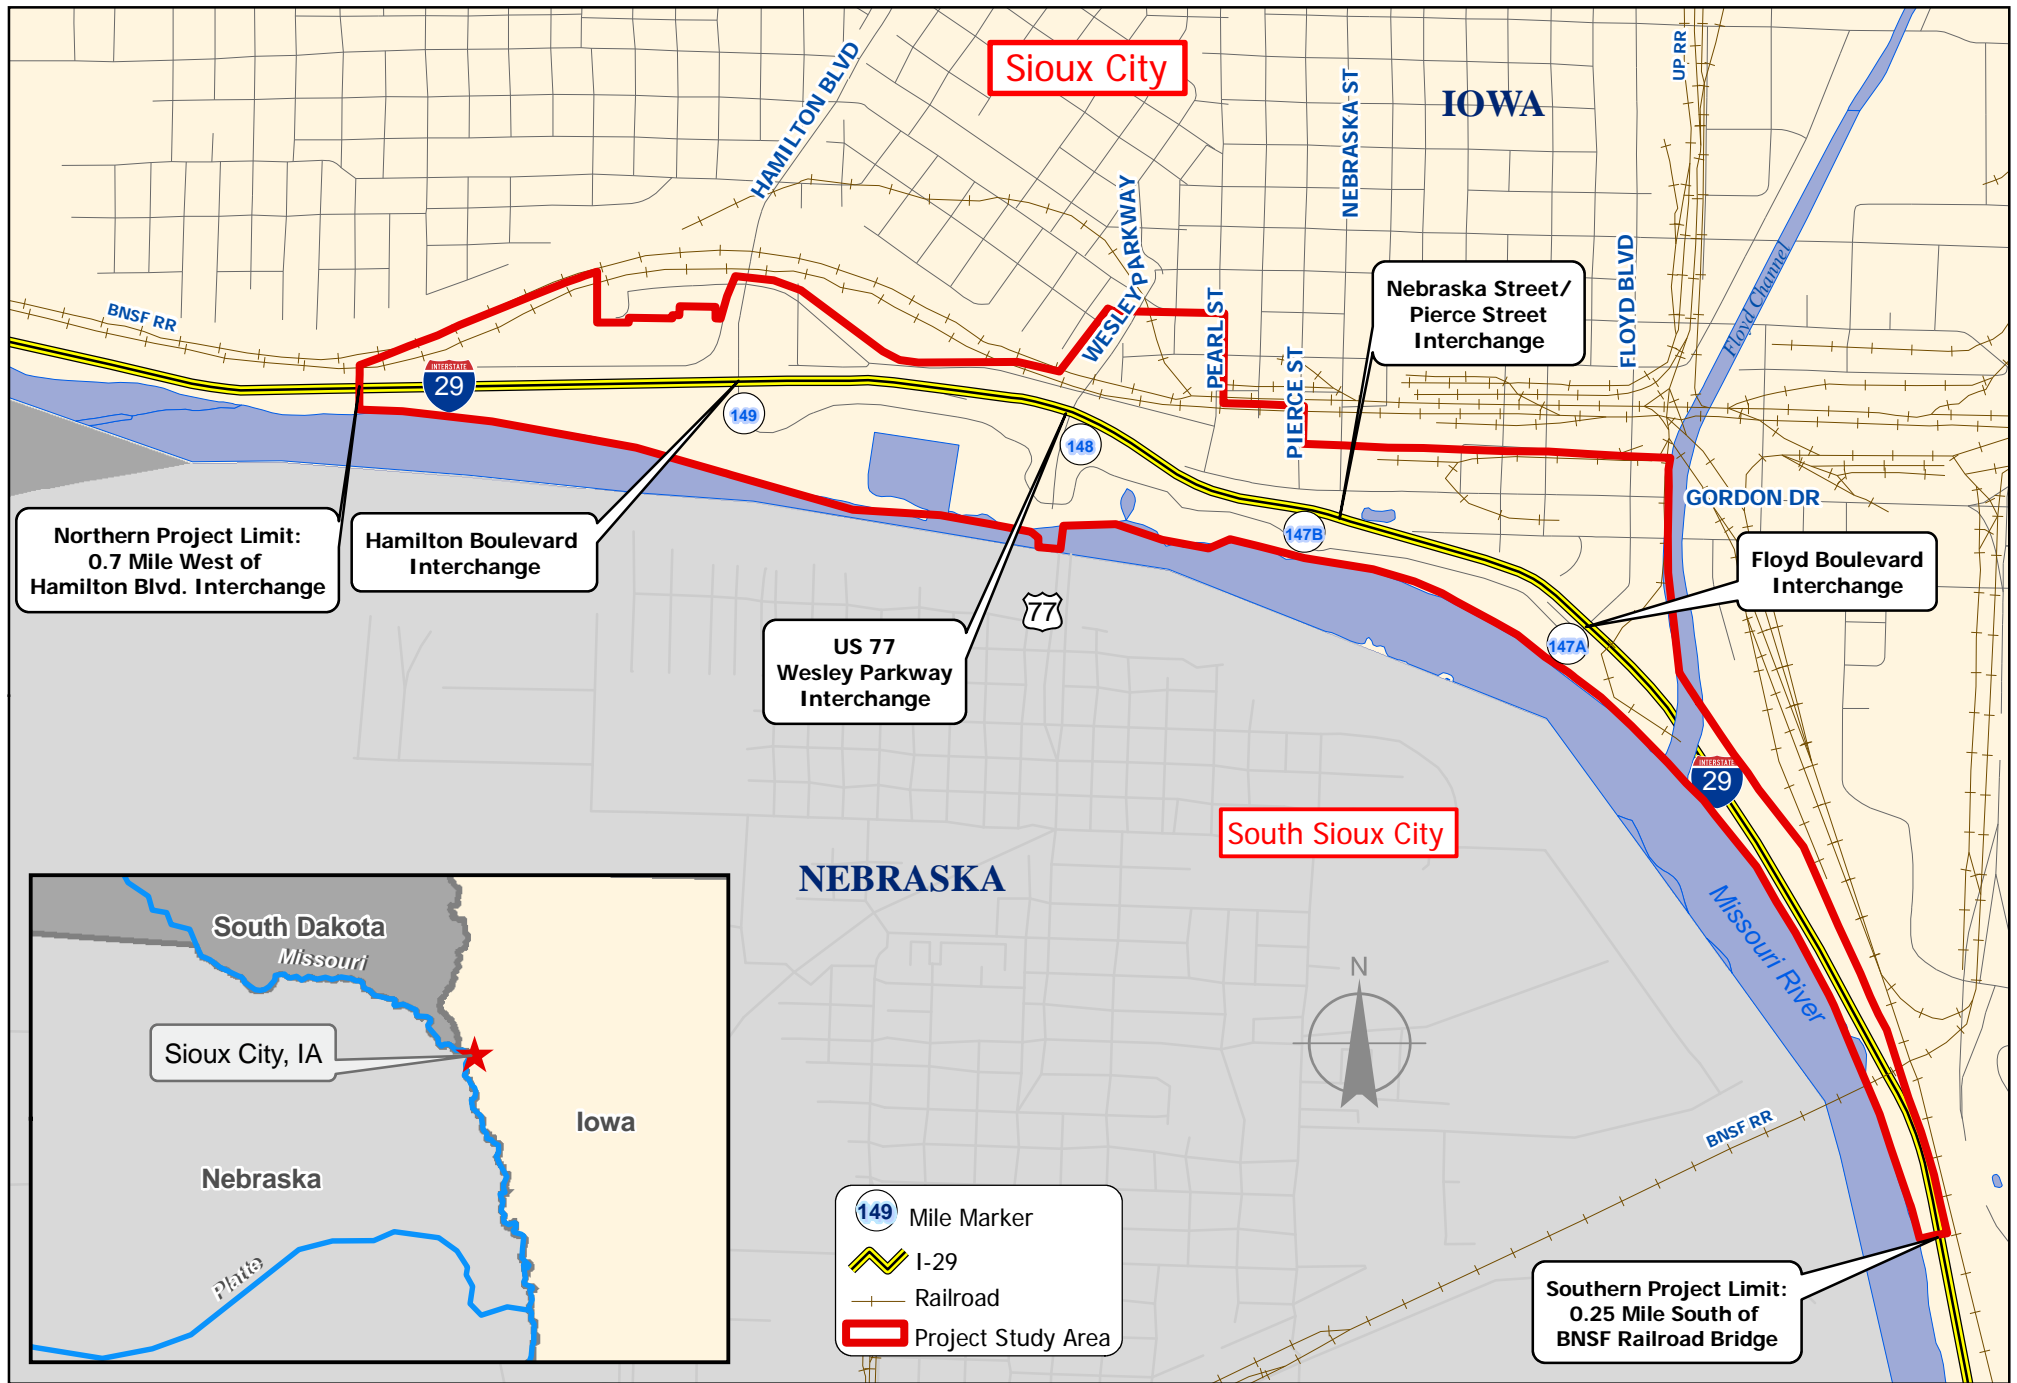 Sioux City
IOWA
HAMILTON BLVD
NEBRASKA ST
UP RR
WESLEY PARKWAY
PEARL ST
PIERCE ST
FLOYD BLVD
Floyd Channel
BNSF RR
INTERSTATE
29
Nebraska Street/
Pierce Street
Interchange
149
148
147B
147A
GORDON DR
Northern Project Limit:
0.7 Mile West of
Hamilton Blvd. Interchange
Hamilton Boulevard
Interchange
US 77
Wesley Parkway
Interchange
77
Floyd Boulevard
Interchange
INTERSTATE
29
South Sioux City
NEBRASKA
Missouri River
N
BNSF RR
South Dakota
Missouri
Sioux City, IA
Iowa
Nebraska
Platte
149 Mile Marker
I-29
Railroad
Project Study Area
Southern Project Limit:
0.25 Mile South of
BNSF Railroad Bridge